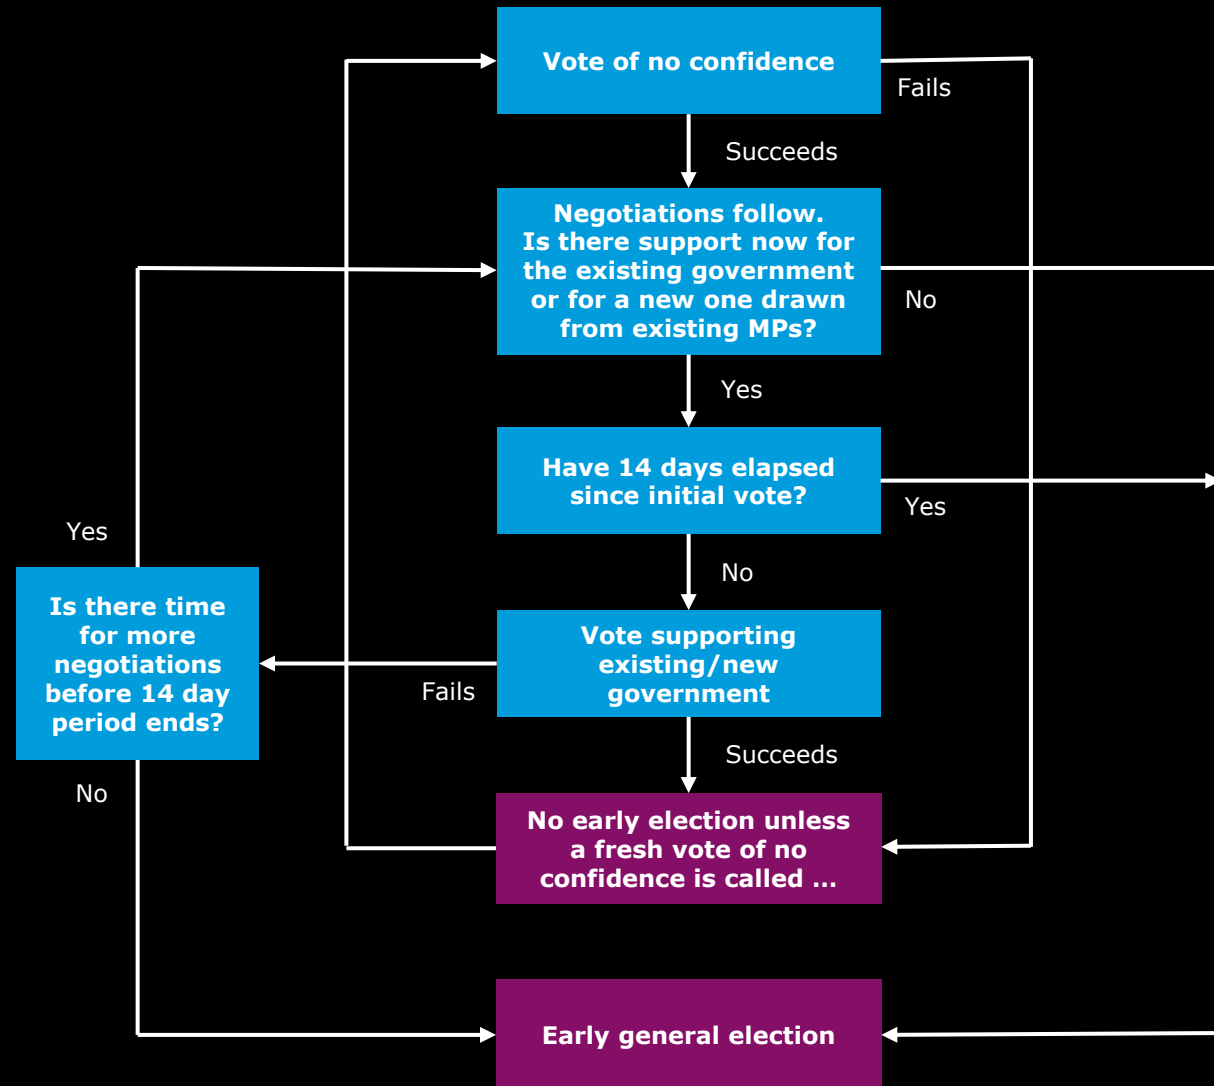 Vote of no confidence
Fails
Succeeds
Negotiations follow.
Is there support now for
the existing government
or for a new one drawn
from existing MPs?
No
Yes
Have 14 days elapsed
since initial vote?
Yes
Yes
No
Is there time
for more
negotiations
before 14 day
period ends?
Vote supporting
existing/new
government
Fails
Succeeds
No
No early election unless
a fresh vote of no
confidence is called ...
Early general election